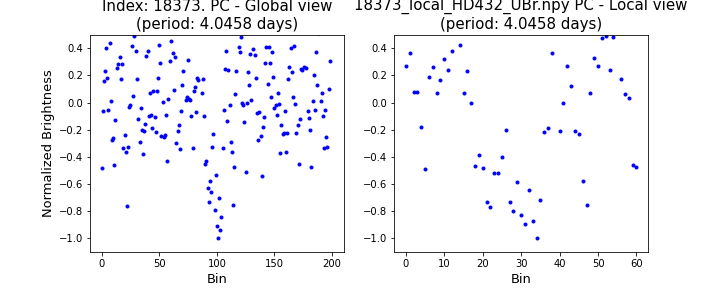 Index: 18373. PC - Global view
(period: 4.0458 days)
18373_local_HD432_UBr.npy PC - Local view
(period: 4.0458 days)
Normalized Brightness
0.4
0.2
0.0
−0.2
−0.4
−0.6
−0.8
−1.0
0 50 100 150 200
Bin
0.4
0.2
0.0
−0.2
−0.4
−0.6
−0.8
−1.0
0 10 20 30 40 50 60
Bin